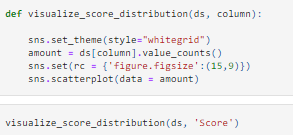 def visualize_score_distribution(ds, column):
sns.set_theme(style="whitegrid")
amount = ds[column].value_counts()
sns.set(rc = {'figure.figsize':(15,9)})
sns.scatterplot(data = amount)
visualize_score_distribution(ds, 'Score')